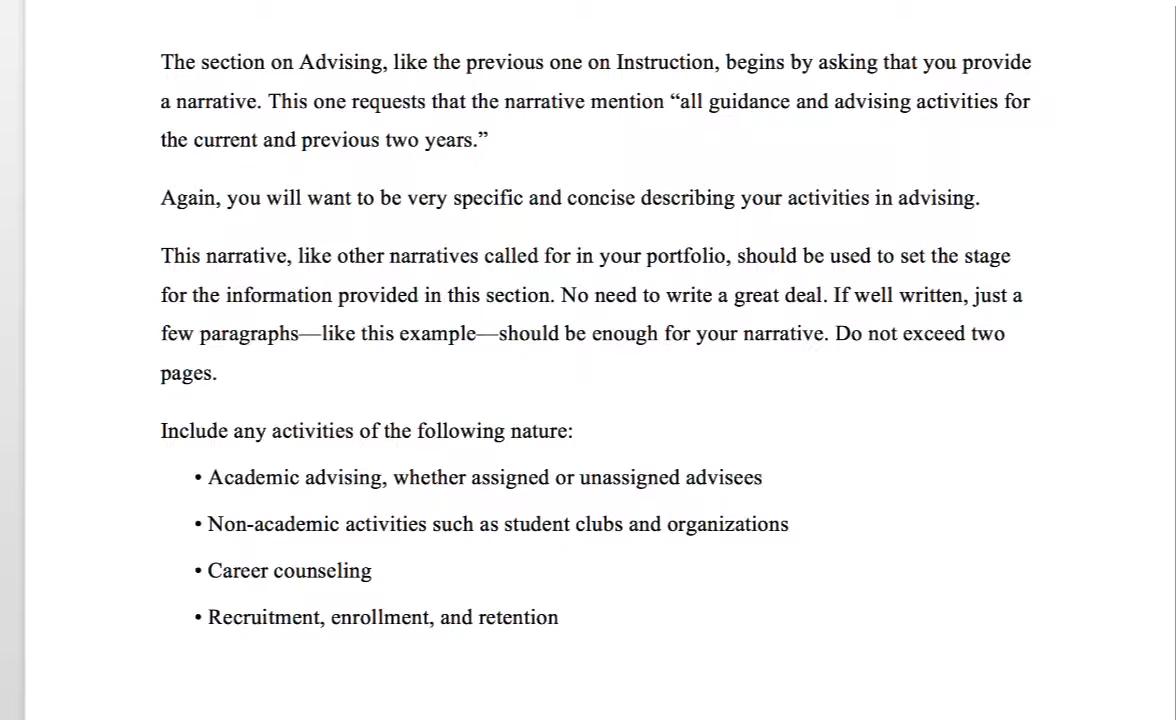 The section on Advising, like the previous one on Instruction, begins by asking that you provide
a narrative. This one requests that the narrative mention “all guidance and advising activities for
the current and previous two years.”
Again, you will want to be very specific and concise describing your activities in advising.
This narrative, like other narratives called for in your portfolio, should be used to set the stage
for the information provided in this section. No need to write a great deal. If well written, just a
few paragraphs—like this example—should be enough for your narrative. Do not exceed two
pages.
Include any activities of the following nature:
• Academic advising, whether assigned or unassigned advisees
• Non-academic activities such as student clubs and organizations
• Career counseling
• Recruitment, enrollment, and retention